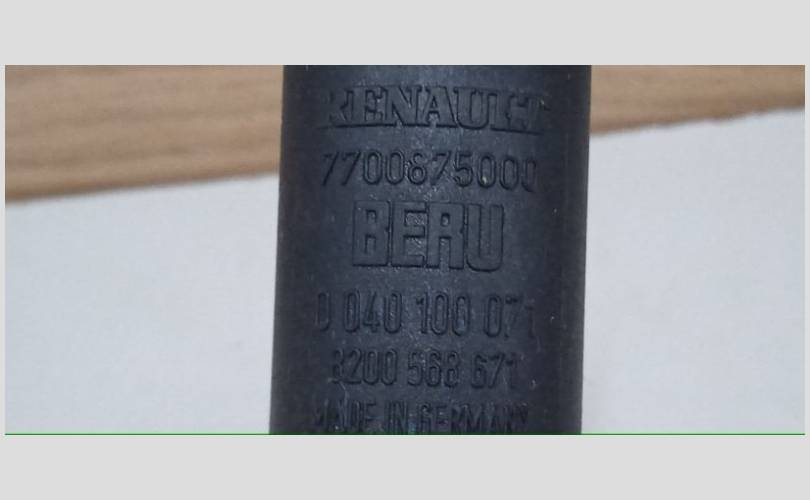 RENAULT
7700875000
BERU
0 040 100 071
8200 568 671
MADE IN GERMANY